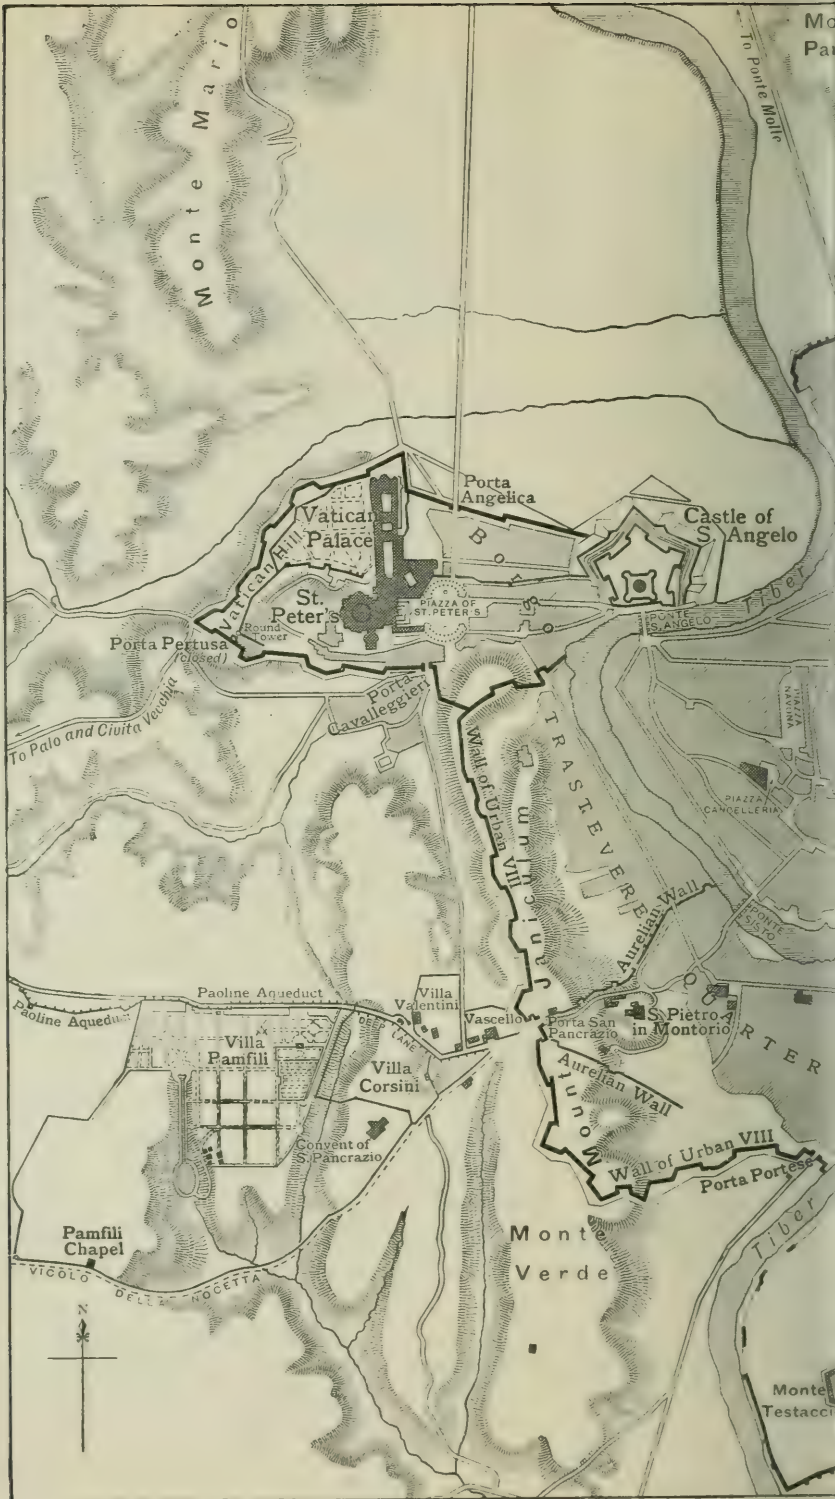 Mo
Par
To Ponte Molle
Monte Mario
Porta
Angelica
Castle of
S. Angelo
Vatican
Palace
Borgo
Vatican Hill
St.
Peter's
PIAZZA OF
ST. PETER'S
Round
Tower
PONTE
S. ANGELO
Tiber
Porta Pertusa
(closed)
Porta
Cavalleggieri
To Palo and Civita Vecchia
PIAZZA
NAVONA
PIAZZA
CANCELLERIA
Wall of Urban VIII
Mount Janiculum
TRASTEVERE
QUARTER
Aurelian Wall
PONTE
SISTO
Paoline Aqueduct
Paoline Aqueduct
Villa
Valentini
Vascello
DEEP LANE
Porta San
Pancrazio
S. Pietro
in Montorio
Villa
Pamfili
Villa
Corsini
Aurelian Wall
Convent of
S. Pancrazio
Wall of Urban VIII
Porta Portese
Pamfili
Chapel
Monte
Verde
Tiber
VICOLO DELLA NOCETTA
N
Monte
Testacci